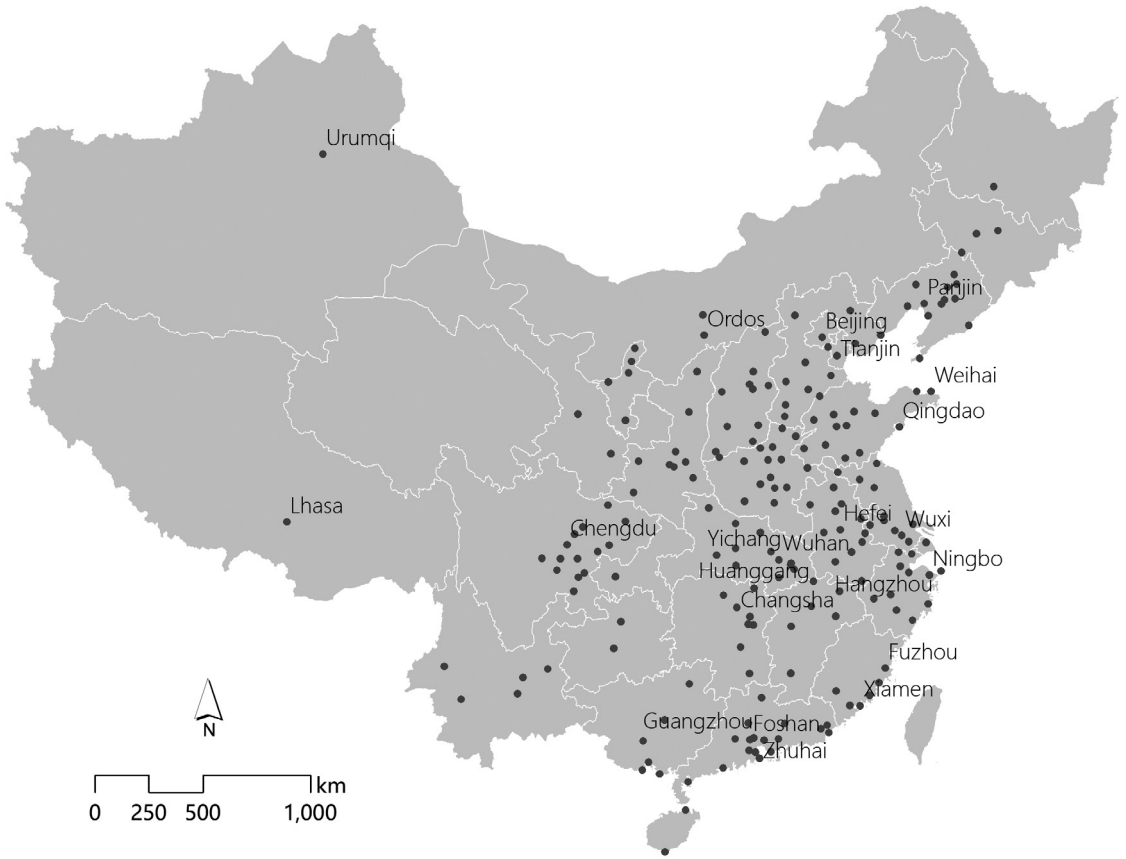 Urumqi
Panjin
Ordos
Beijing
Tianjin
Weihai
Qingdao
Lhasa
Chengdu
Hefei
Wuxi
Yichang
Wuhan
Ningbo
Huanggang
Hangzhou
Changsha
Fuzhou
Xiamen
Guangzhou
Foshan
Zhuhai
N
km
0 250 500 1,000